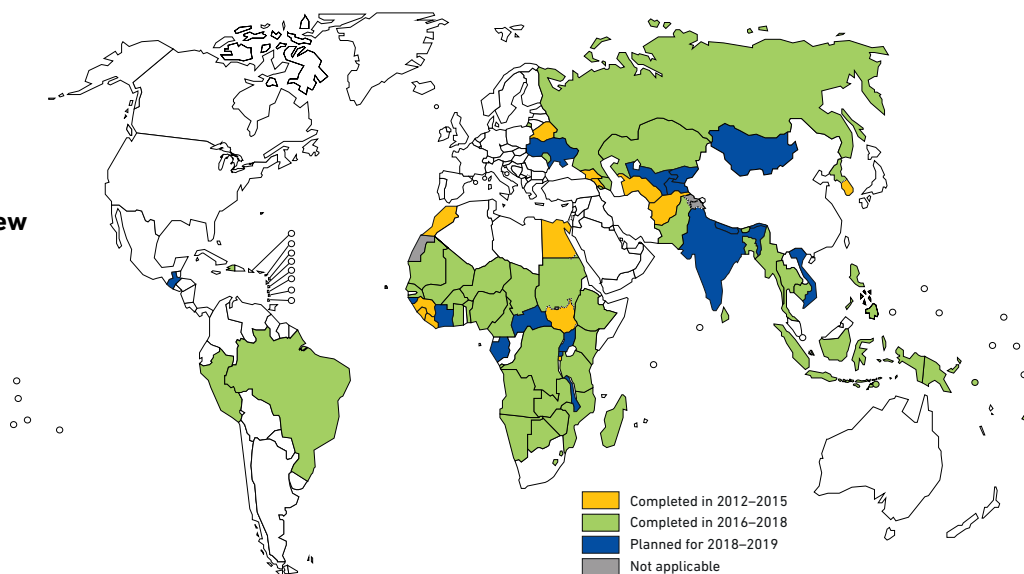 ew
Completed in 2012–2015
Completed in 2016–2018
Planned for 2018–2019
Not applicable